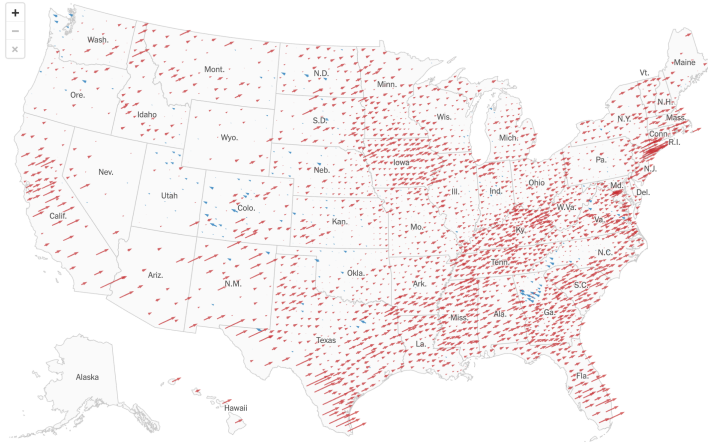 +
−
×
Wash.
Maine
Mont.
N.D.
Vt.
Minn.
Ore.
N.H.
Idaho
S.D.
Wis.
N.Y.
Mass.
Wyo.
Mich.
Conn.
R.I.
Iowa
Pa.
Neb.
N.J.
Nev.
Ohio
Utah
Ill.
Ind.
Md.
Del.
Colo.
W.Va.
Calif.
Kan.
Va.
Mo.
Ky.
N.C.
Tenn.
Ariz.
Okla.
N.M.
Ark.
S.C.
Miss.
Ala.
Ga.
Texas
La.
Fla.
Alaska
Hawaii